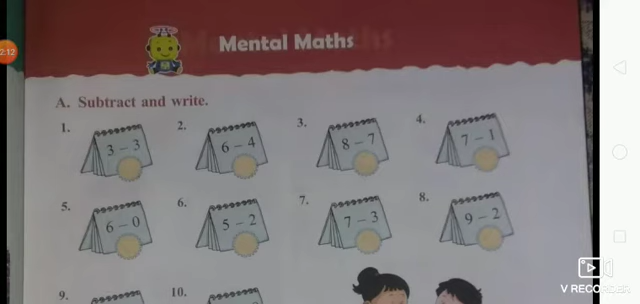 2:12
Mental Maths
A. Subtract and write.
1. 3 – 3
2. 6 – 4
3. 8 – 7
4. 7 – 1
5. 6 – 0
6. 5 – 2
7. 7 – 3
8. 9 – 2
9.
10.
V RECORDER